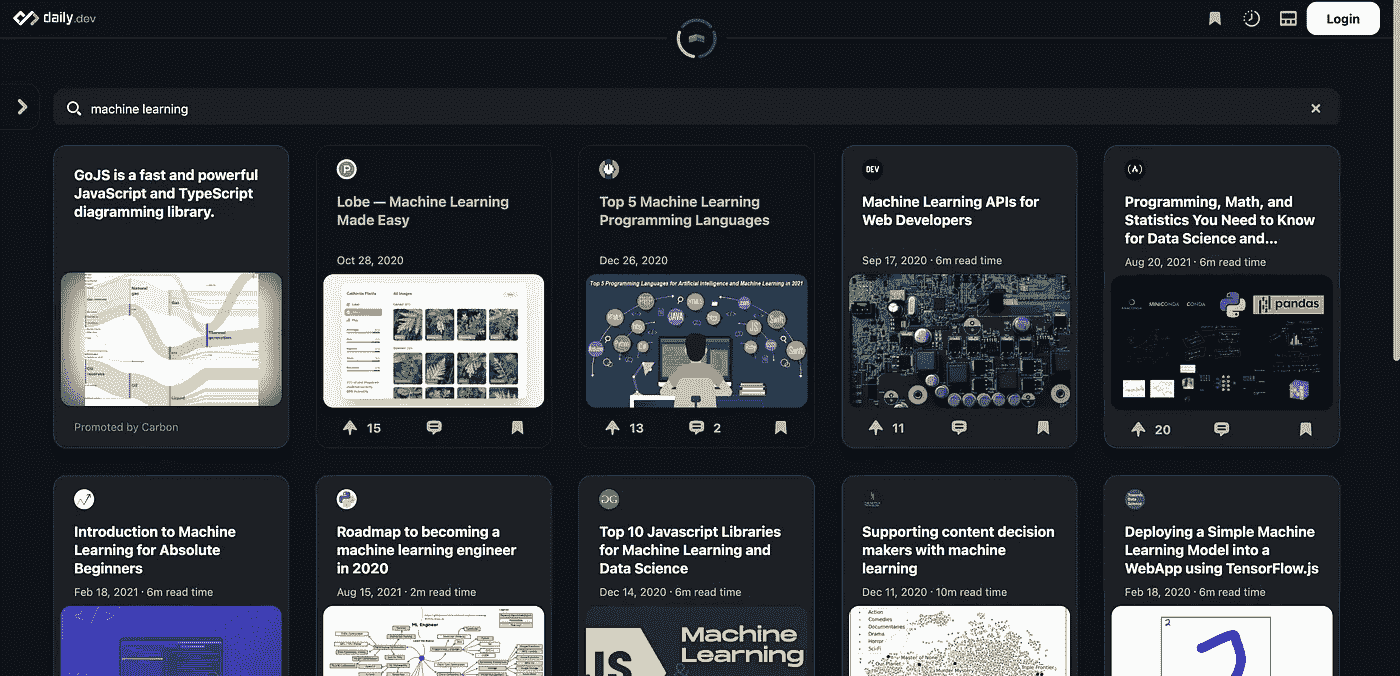 daily.dev
Login
machine learning
GoJS is a fast and powerful
JavaScript and TypeScript
diagramming library.
Promoted by Carbon
Lobe — Machine Learning
Made Easy
Oct 28, 2020
15
Top 5 Machine Learning
Programming Languages
Dec 26, 2020
Top 5 Programming Languages for Artificial Intelligence and Machine Learning in 2021
JAVA
13
2
DEV
Machine Learning APIs for
Web Developers
Sep 17, 2020 · 6m read time
11
Programming, Math, and
Statistics You Need to Know
for Data Science and...
Aug 20, 2021 · 6m read time
MINICONDA
CONDA
pandas
20
Introduction to Machine
Learning for Absolute
Beginners
Feb 18, 2021 · 6m read time
Roadmap to becoming a
machine learning engineer
in 2020
Aug 15, 2021 · 2m read time
ML Engineer
Top 10 Javascript Libraries
for Machine Learning and
Data Science
Dec 14, 2020 · 6m read time
JS
Machine
Learning
Supporting content decision
makers with machine
learning
Dec 11, 2020 · 10m read time
Action
Comedies
Documentaries
Drama
Horror
Sci-Fi
Deploying a Simple Machine
Learning Model into a
WebApp using TensorFlow.js
Feb 18, 2020 · 6m read time
2